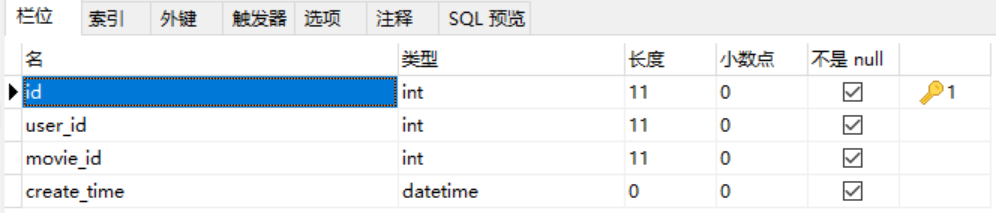 栏位 索引 外键 触发器 选项 注释 SQL 预览
名 类型 长度 小数点 不是 null
id int 11 0 1
user_id int 11 0
movie_id int 11 0
create_time datetime 0 0